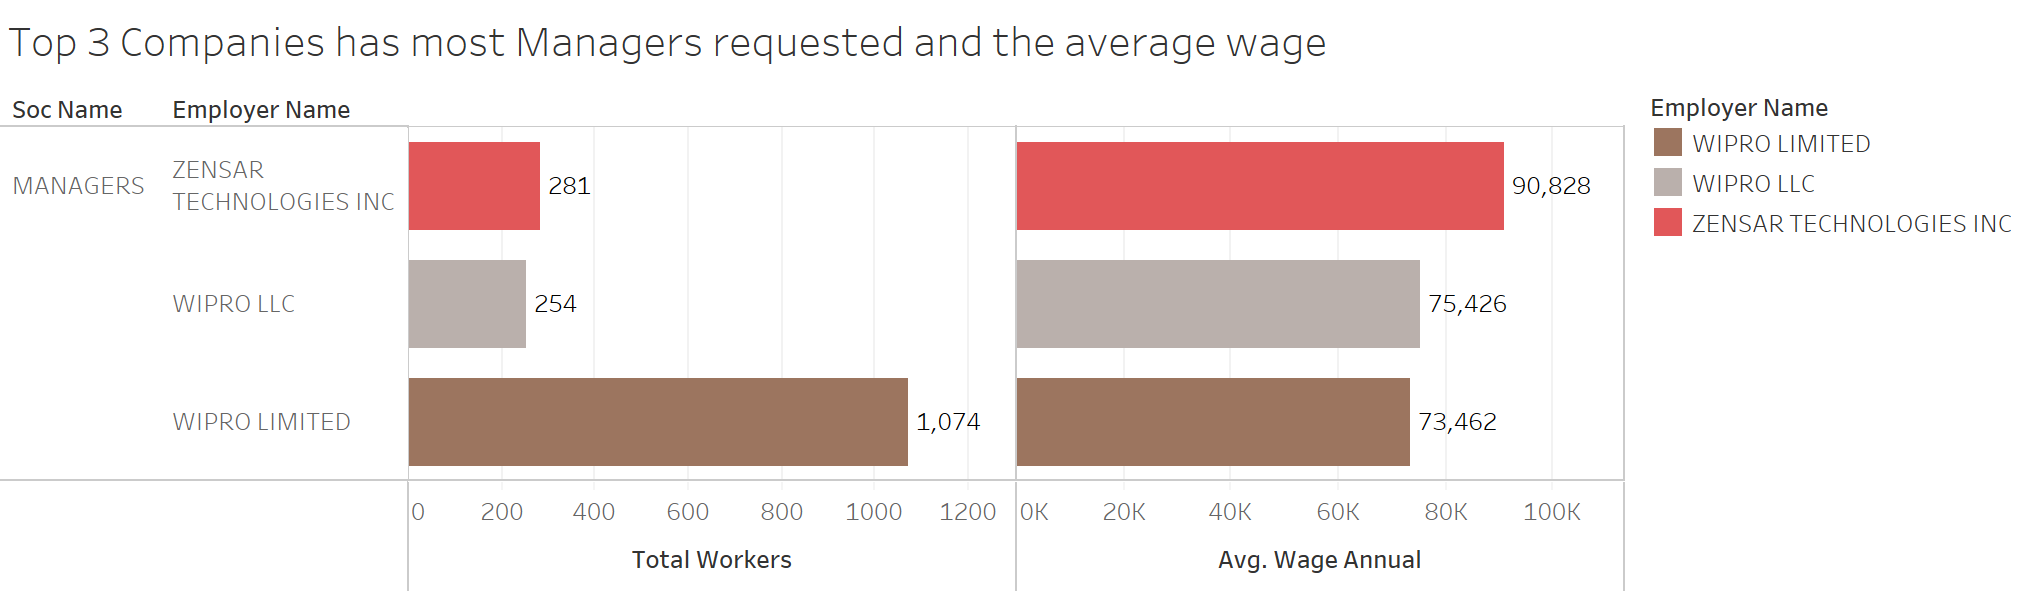 Top 3 Companies has most Managers requested and the average wage
Soc Name Employer Name
MANAGERS
ZENSAR
TECHNOLOGIES INC
281
90,828
WIPRO LLC
254
75,426
WIPRO LIMITED
1,074
73,462
0 200 400 600 800 1000 1200
0K 20K 40K 60K 80K 100K
Total Workers
Avg. Wage Annual
Employer Name
WIPRO LIMITED
WIPRO LLC
ZENSAR TECHNOLOGIES INC